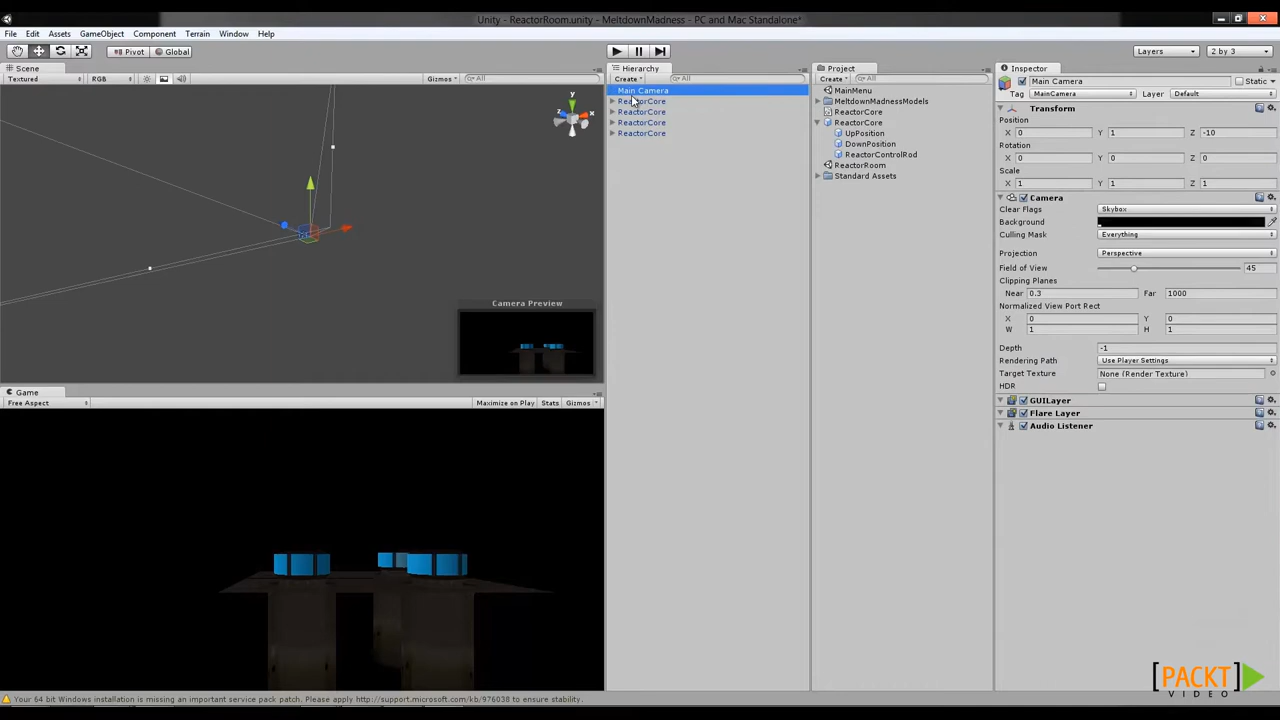 Unity - ReactorRoom.unity - MeltdownMadness - PC and Mac Standalone*
File Edit Assets GameObject Component Terrain Window Help
Pivot Global Layers 2 by 3
Scene
Textured RGB Gizmos All
y
x
z
Camera Preview
Game
Free Aspect Maximize on Play Stats Gizmos
Hierarchy
Create All
Main Camera
ReactorCore
ReactorCore
ReactorCore
ReactorCore
Project
Create All
MainMenu
MeltdownMadnessModels
ReactorCore
ReactorCore
UpPosition
DownPosition
ReactorControlRod
ReactorRoom
Standard Assets
Inspector
Main Camera Static
Tag MainCamera Layer Default
Transform
Position
X 0 Y 1 Z -10
Rotation
X 0 Y 0 Z 0
Scale
X 1 Y 1 Z 1
Camera
Clear Flags Skybox
Background
Culling Mask Everything
Projection Perspective
Field of View 45
Clipping Planes
Near 0.3 Far 1000
Normalized View Port Rect
X 0 Y 0
W 1 H 1
Depth -1
Rendering Path Use Player Settings
Target Texture None (Render Texture)
HDR
GUILayer
Flare Layer
Audio Listener
[PACKT]
VIDEO
Your 64 bit Windows installation is missing an important service pack patch. Please apply http://support.microsoft.com/kb/976038 to ensure stability.